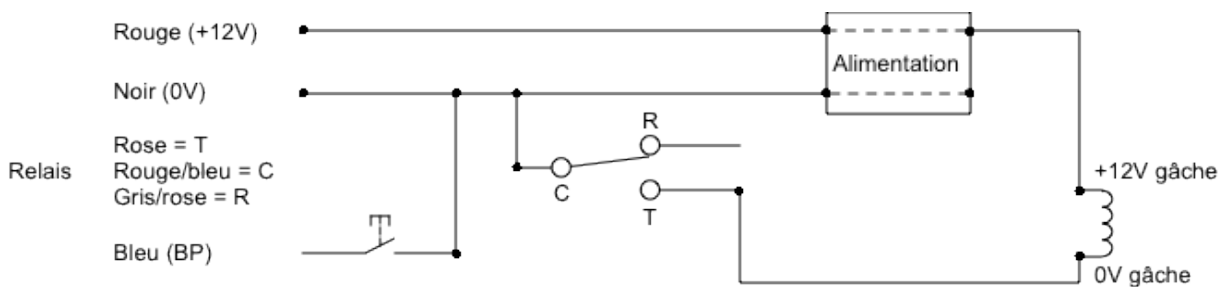 Rouge (+12V)
Alimentation
Noir (0V)
R
Rose = T
Relais
Rouge/bleu = C
+12V gâche
Gris/rose = R
C
T
Bleu (BP)
0V gâche